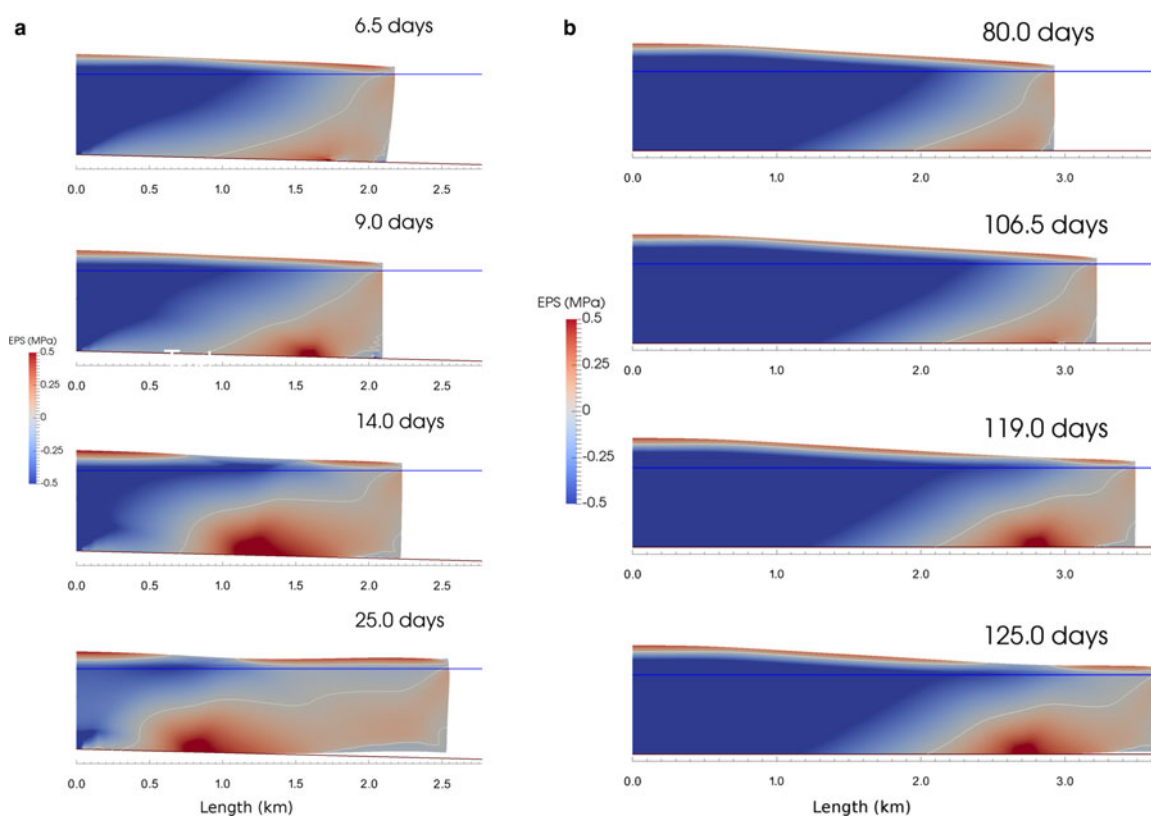 a
6.5 days
0.0 0.5 1.0 1.5 2.0 2.5
9.0 days
EPS (MPa)
0.5
0.25
0
-0.25
-0.5
0.0 0.5 1.0 1.5 2.0 2.5
14.0 days
0.0 0.5 1.0 1.5 2.0 2.5
25.0 days
0.0 0.5 1.0 1.5 2.0 2.5
Length (km)
b
80.0 days
0.0 1.0 2.0 3.0
106.5 days
EPS (MPa)
0.5
0.25
0
-0.25
-0.5
0.0 1.0 2.0 3.0
119.0 days
0.0 1.0 2.0 3.0
125.0 days
0.0 1.0 2.0 3.0
Length (km)